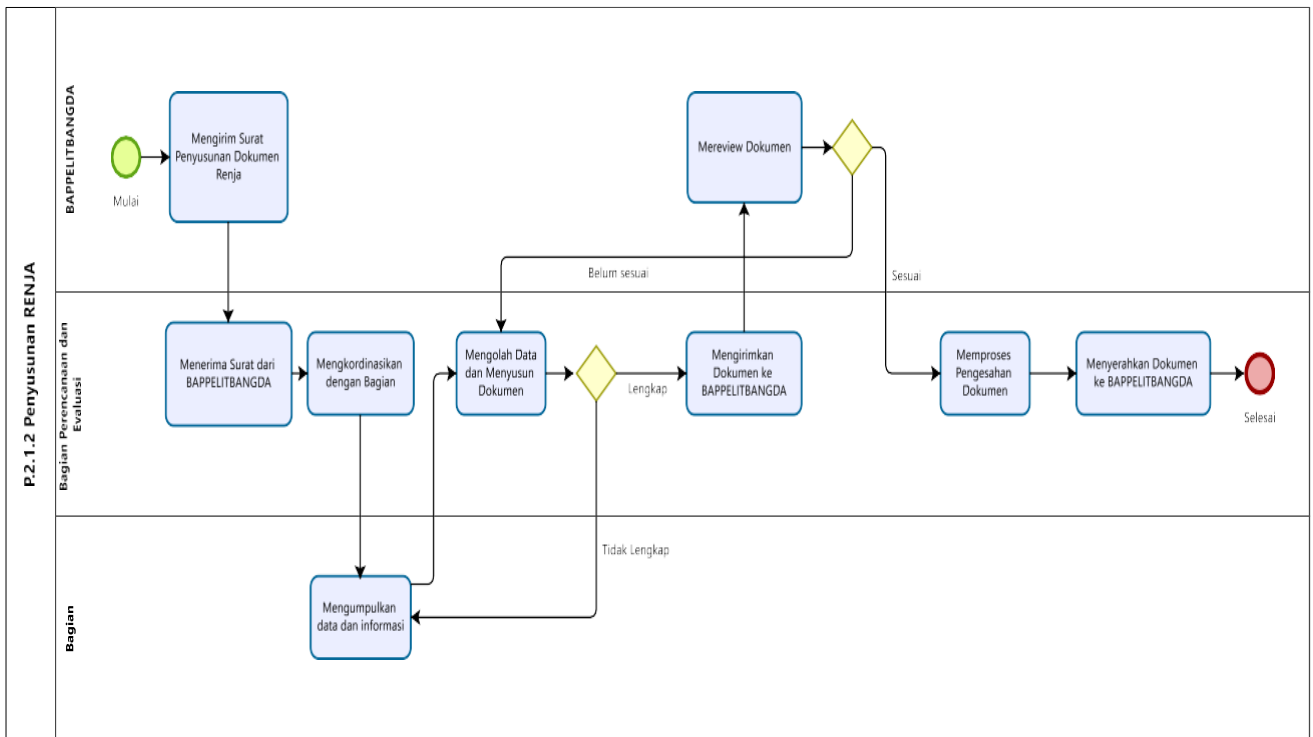 P.2.1.2 Penyusunan RENJA
BAPPELITBANGDA
Mulai
Mengirim Surat
Penyusunan Dokumen
Renja
Mereview Dokumen
Belum sesuai
Sesuai
Bagian Perencanaan dan
Evaluasi
Menerima Surat dari
BAPPELITBANGDA
Mengkordinasikan
dengan Bagian
Mengolah Data
dan Menyusun
Dokumen
Lengkap
Mengirimkan
Dokumen ke
BAPPELITBANGDA
Memproses
Pengesahan
Dokumen
Menyerahkan Dokumen
ke BAPPELITBANGDA
Selesai
Tidak Lengkap
Bagian
Mengumpulkan
data dan informasi